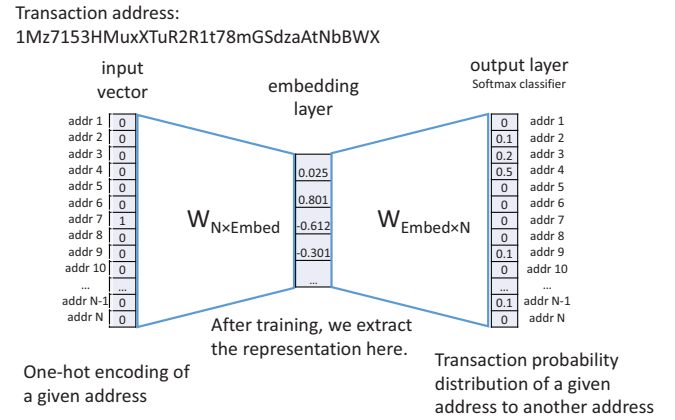 Transaction address:
1Mz7153HMuxXTuR2R1t78mGSdzaAtNbBWX
input
vector
embedding
layer
output layer
Softmax classifier
addr 1 0
addr 2 0
addr 3 0
addr 4 0
addr 5 0
addr 6 0
addr 7 1
addr 8 0
addr 9 0
addr 10 0
... ...
addr N-1 0
addr N 0
W N×Embed
0.025
0.801
-0.612
-0.301
...
W Embed×N
0 addr 1
0.1 addr 2
0.2 addr 3
0.5 addr 4
0 addr 5
0 addr 6
0 addr 7
0 addr 8
0.1 addr 9
0 addr 10
... ...
0.1 addr N-1
0 addr N
After training, we extract
the representation here.
One-hot encoding of
a given address
Transaction probability
distribution of a given
address to another address